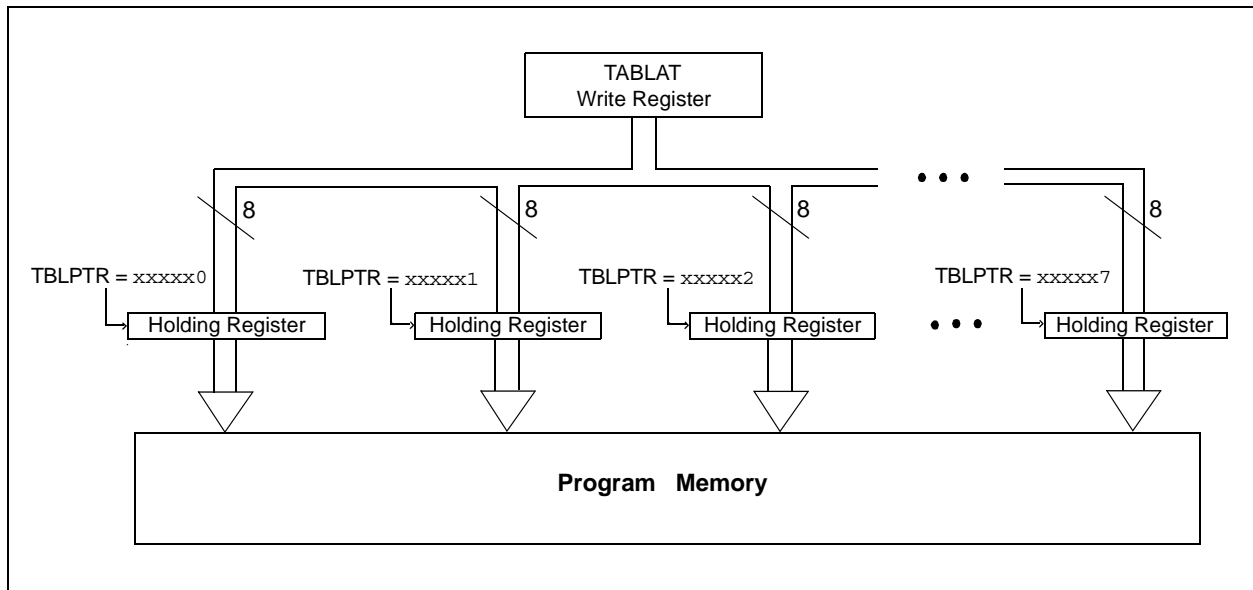 TABLAT
Write Register
8
8
8
8
TBLPTR = xxxxx0
TBLPTR = xxxxx1
TBLPTR = xxxxx2
TBLPTR = xxxxx7
Holding Register
Holding Register
Holding Register
Holding Register
Program Memory